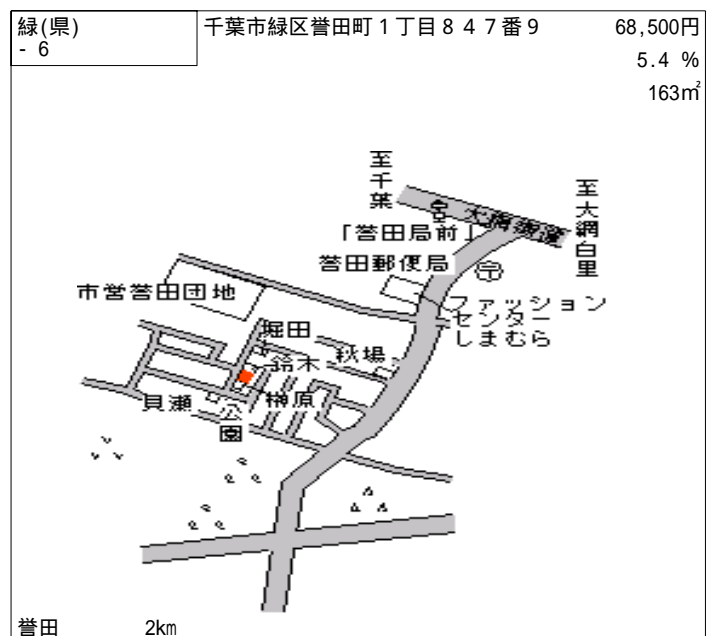 緑(県)
- 6
千葉市緑区誉田町１丁目８４７番９
68,500円
5.4 %
163㎡
至千葉
大網街道
至大網白里
「誉田局前」
誉田郵便局
市営誉田団地
ファッション
センター
しまむら
堀田
鈴木
秋場
榊原
貝瀬
公園
誉田 2km